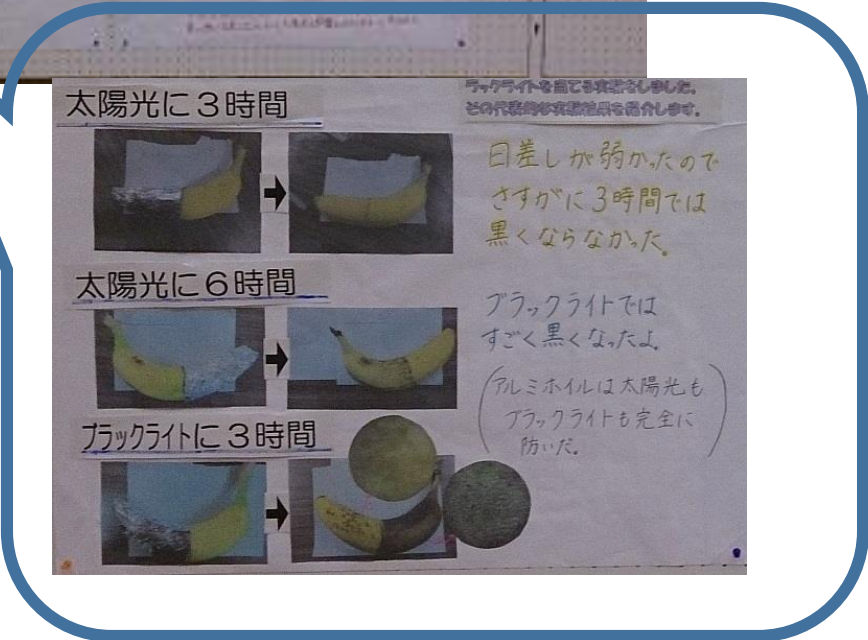 ラックライトを当てる実験をしました。
その代表的な実験結果を紹介します。
太陽光に3時間
日差しが弱かったので
さすがに3時間では
黒くならなかった。
太陽光に6時間
ブラックライトでは
すごく黒くなったよ。
(アルミホイルは太陽光も
ブラックライトも完全に
防いだ。)
ブラックライトに3時間